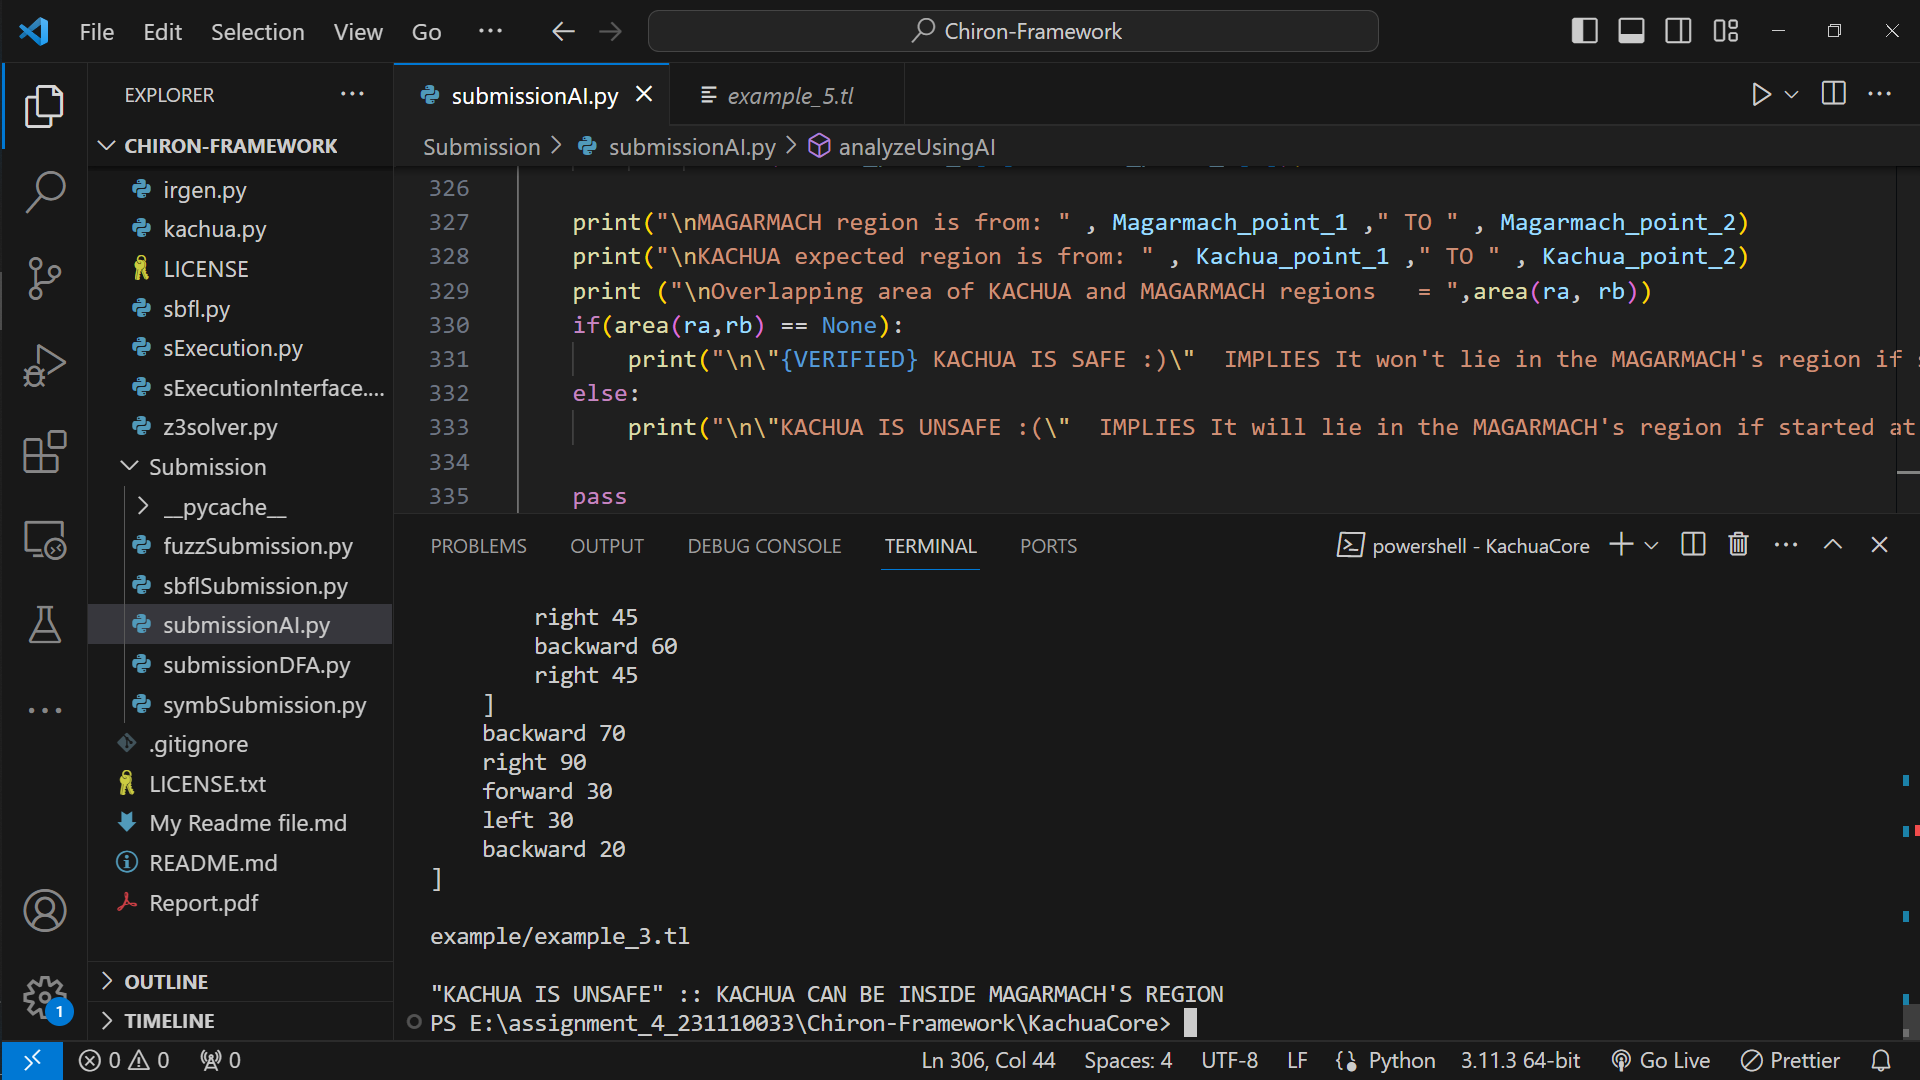 File Edit Selection View Go ··· Chiron-Framework
EXPLORER ···
submissionAI.py example_5.tl
CHIRON-FRAMEWORK
Submission > submissionAI.py > analyzeUsingAI
irgen.py
kachua.py
LICENSE
sbfl.py
sExecution.py
sExecutionInterface....
z3solver.py
Submission
__pycache__
fuzzSubmission.py
sbflSubmission.py
submissionAI.py
submissionDFA.py
symbSubmission.py
.gitignore
LICENSE.txt
My Readme file.md
README.md
Report.pdf
OUTLINE
TIMELINE
1
326
327 print("\nMAGARMACH region is from: " , Magarmach_point_1 ," TO " , Magarmach_point_2)
328 print("\nKACHUA expected region is from: " , Kachua_point_1 ," TO " , Kachua_point_2)
329 print ("\nOverlapping area of KACHUA and MAGARMACH regions   = ",area(ra, rb))
330 if(area(ra,rb) == None):
331 print("\n\"{VERIFIED} KACHUA IS SAFE :)\"  IMPLIES It won't lie in the MAGARMACH's region if
332 else:
333 print("\n\"KACHUA IS UNSAFE :(\"  IMPLIES It will lie in the MAGARMACH's region if started at
334
335 pass
PROBLEMS OUTPUT DEBUG CONSOLE TERMINAL PORTS powershell - KachuaCore
right 45
backward 60
right 45
]
backward 70
right 90
forward 30
left 30
backward 20
]
example/example_3.tl
"KACHUA IS UNSAFE" :: KACHUA CAN BE INSIDE MAGARMACH'S REGION
PS E:\assignment_4_231110033\Chiron-Framework\KachuaCore>
0 0 0 Ln 306, Col 44 Spaces: 4 UTF-8 LF Python 3.11.3 64-bit Go Live Prettier